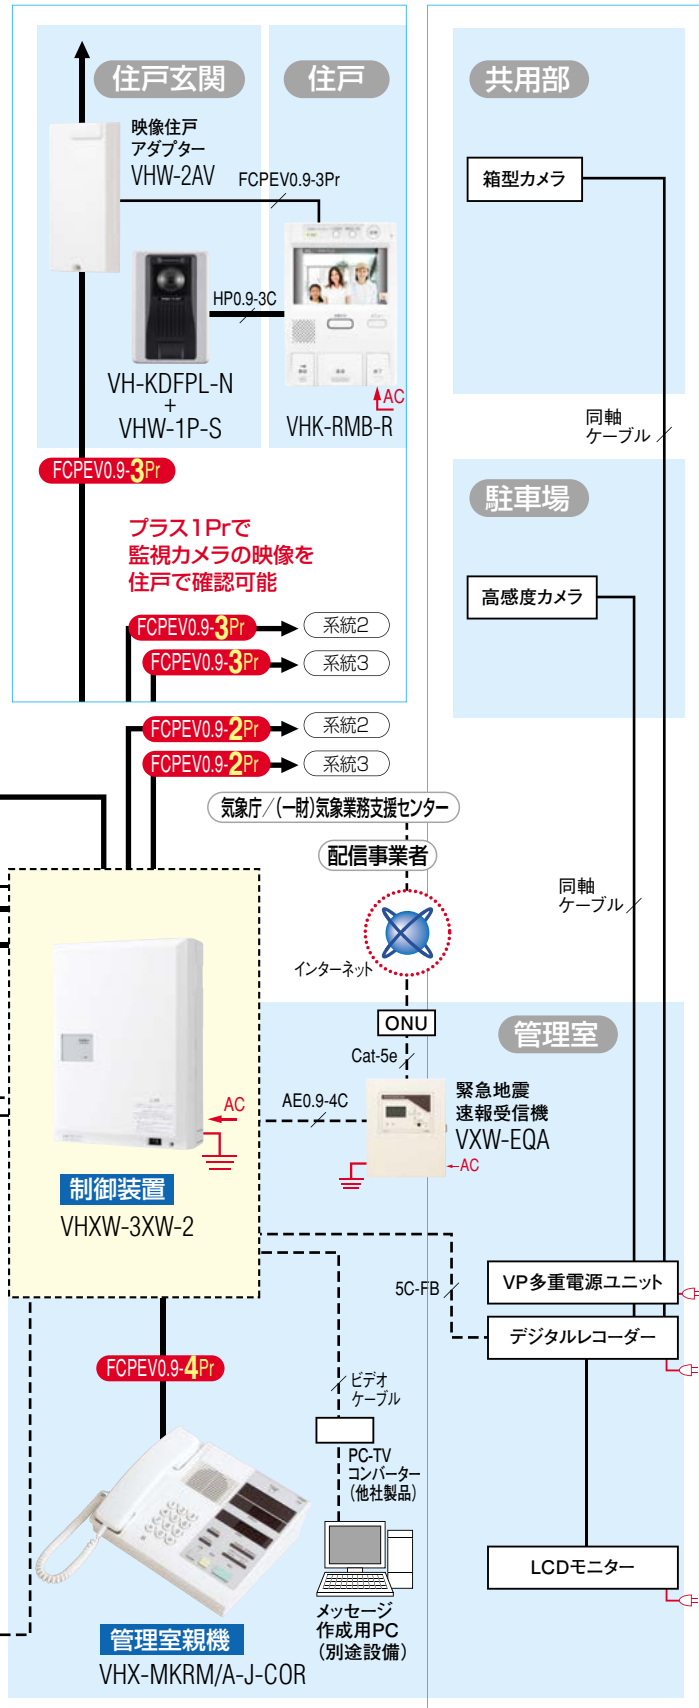 住戸玄関
住戸
共用部
映像住戸
アダプター
VHW-2AV
FCPEV0.9-3Pr
箱型カメラ
HP0.9-3C
VH-KDFPL-N
+
VHW-1P-S
AC
VHK-RMB-R
同軸
ケーブル
FCPEV0.9-3Pr
駐車場
プラス1Prで
監視カメラの映像を
住戸で確認可能
高感度カメラ
FCPEV0.9-3Pr
系統2
FCPEV0.9-3Pr
系統3
FCPEV0.9-2Pr
系統2
FCPEV0.9-2Pr
系統3
気象庁/(一財)気象業務支援センター
配信事業者
同軸
ケーブル
インターネット
ONU
管理室
Cat-5e
AE0.9-4C
緊急地震
速報受信機
VXW-EQA
AC
AC
制御装置
VHXW-3XW-2
5C-FB
VP多重電源ユニット
デジタルレコーダー
FCPEV0.9-4Pr
ビデオ
ケーブル
PC-TV
コンバーター
(他社製品)
LCDモニター
メッセージ
作成用PC
(別途設備)
管理室親機
VHX-MKRM/A-J-COR